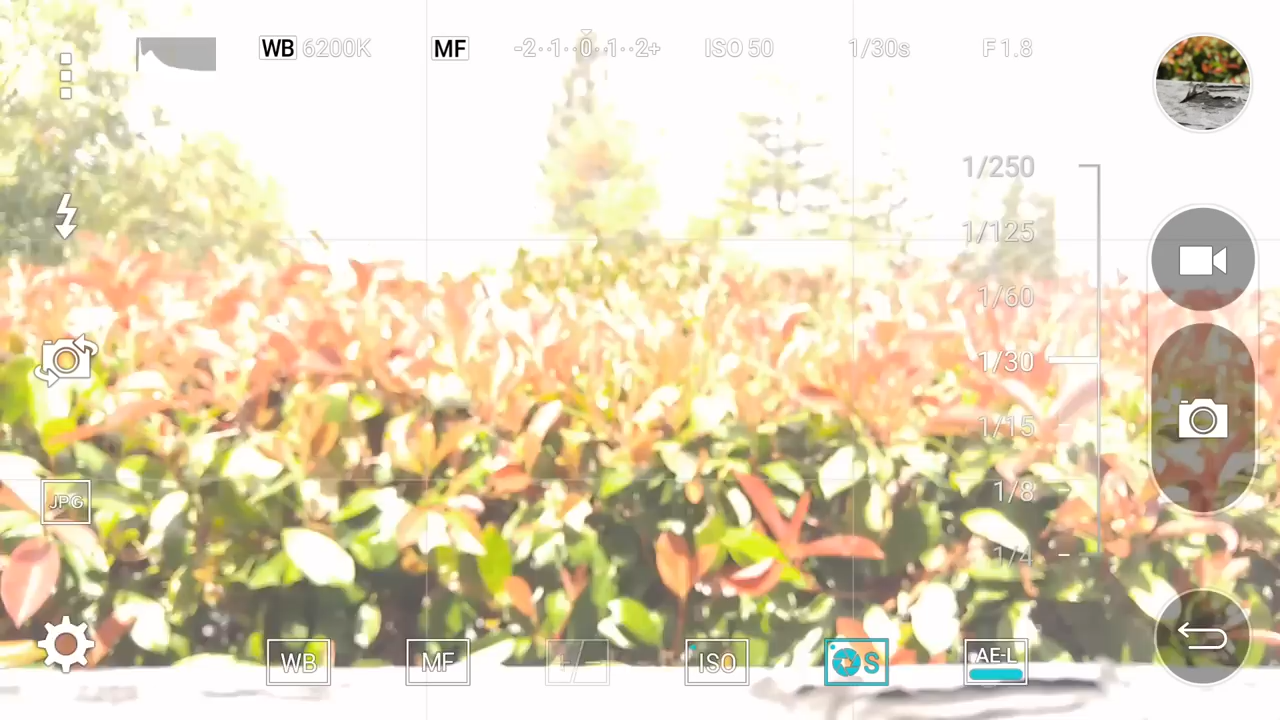 WB 6200K MF -2··1··0··1··2+ ISO 50 1/30s F 1.8
1/250
1/125
1/60
1/30
1/15
1/8
1/4
JPG
WB MF +/- ISO S AE-L